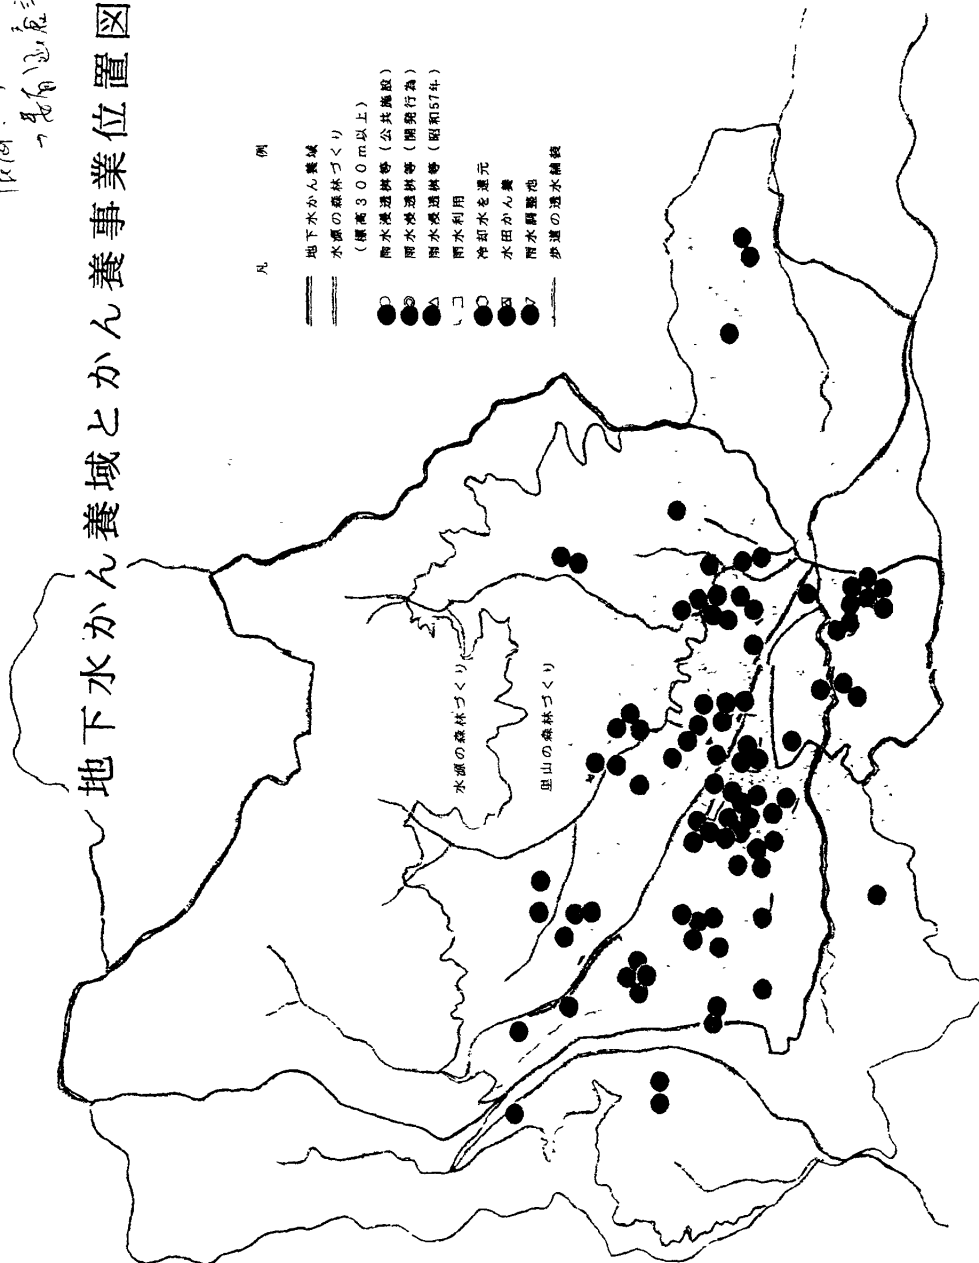 地下水かん養域とかん養事業位置図
凡 例
地下水かん養域
水源の森林づくり
(標高300m以上)
雨水浸透桝等(公共施設)
雨水浸透桝等(開発行為)
雨水浸透桝等(昭和57年)
雨水利用
冷却水を還元
水田かん養
雨水調整池
歩道の透水舗装
水源の森林づくり
里山の森林づくり